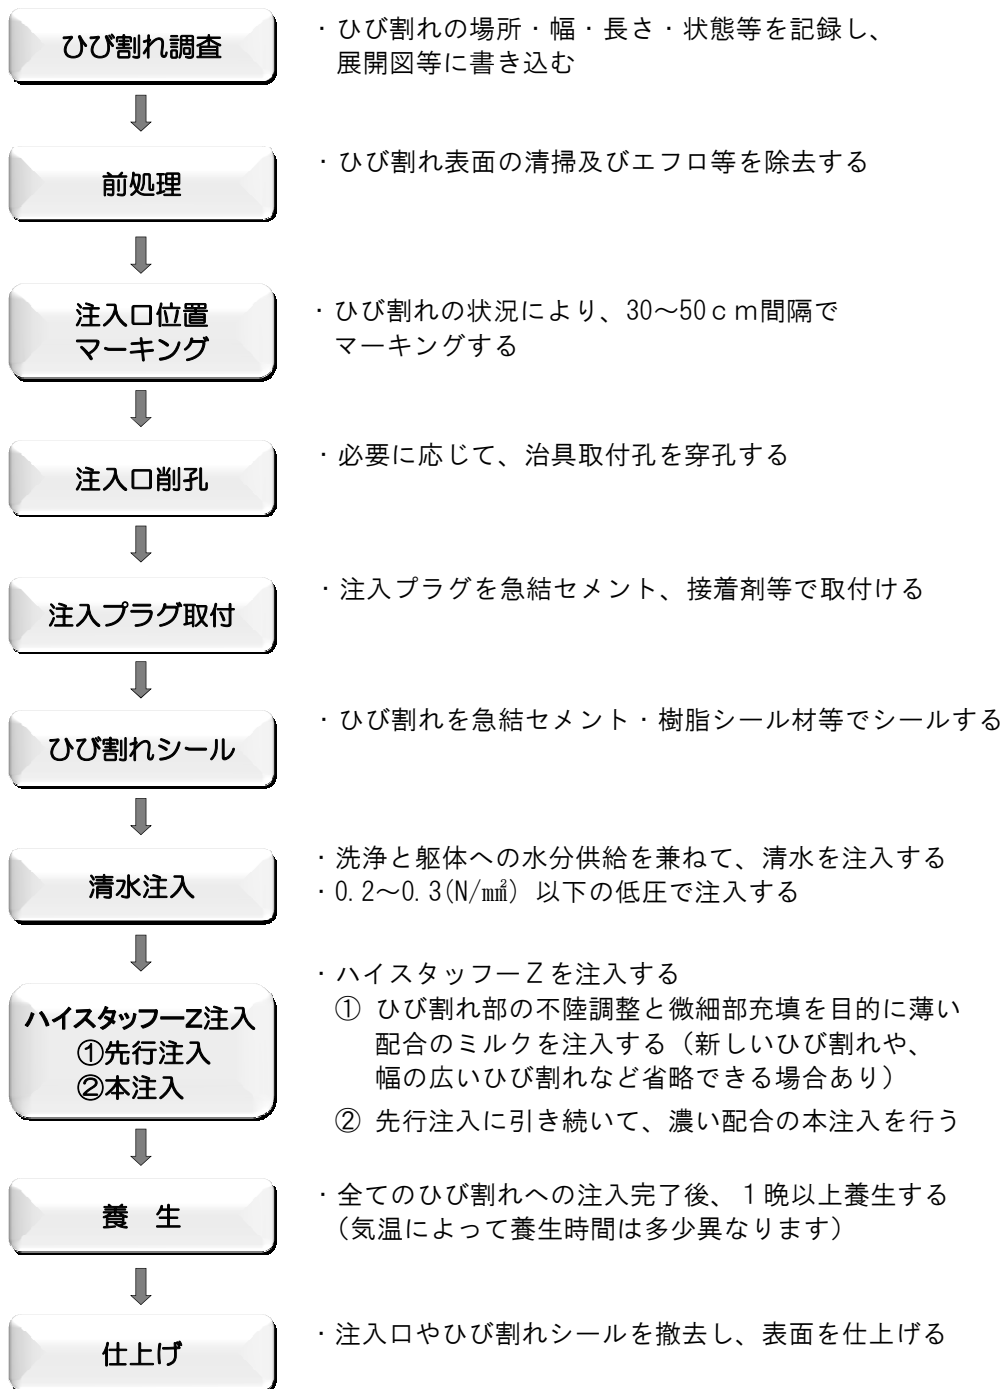 ひび割れ調査
・ひび割れの場所・幅・長さ・状態等を記録し、
展開図等に書き込む
前処理
・ひび割れ表面の清掃及びエフロ等を除去する
注入口位置
マーキング
・ひび割れの状況により、30～50ｃｍ間隔で
マーキングする
注入口削孔
・必要に応じて、治具取付孔を穿孔する
注入プラグ取付
・注入プラグを急結セメント、接着剤等で取付ける
ひび割れシール
・ひび割れを急結セメント・樹脂シール材等でシールする
清水注入
・洗浄と躯体への水分供給を兼ねて、清水を注入する
・0.2～0.3(N/㎟) 以下の低圧で注入する
ハイスタッフーZ注入
①先行注入
②本注入
・ハイスタッフーＺを注入する
① ひび割れ部の不陸調整と微細部充填を目的に薄い
配合のミルクを注入する（新しいひび割れや、
幅の広いひび割れなど省略できる場合あり）
② 先行注入に引き続いて、濃い配合の本注入を行う
養　生
・全てのひび割れへの注入完了後、１晩以上養生する
（気温によって養生時間は多少異なります）
仕上げ
・注入口やひび割れシールを撤去し、表面を仕上げる